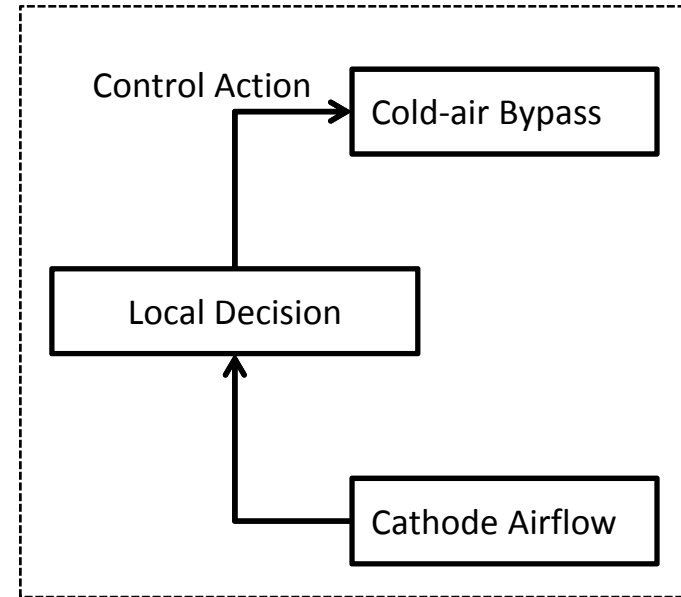 Control Action
Cold-air Bypass
Local Decision
Cathode Airflow